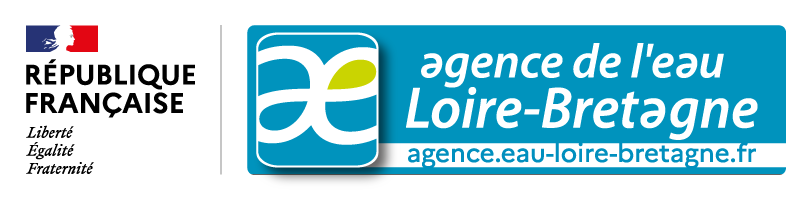 RÉPUBLIQUE
FRANÇAISE
Liberté
Égalité
Fraternité
æ
agence de l'eau
Loire-Bretagne
agence.eau-loire-bretagne.fr